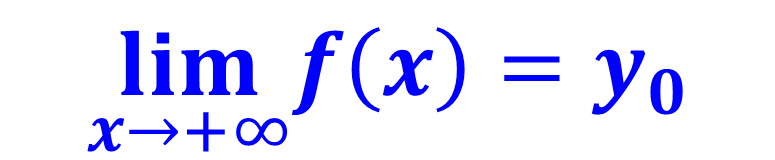 lim f(x) = y₀
x→+∞